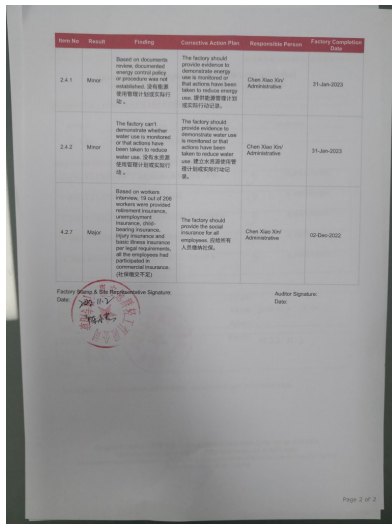 Item No Result Finding Corrective Action Plan Responsible Person Factory Completion
Date
2.4.1 Minor
Based on documents
review, documented
energy control policy
or procedure was not
established. 没有能源
使用管理计划或实际行
动 。
The factory should
provide evidence to
demonstrate energy
use is monitored or
that actions have been
taken to reduce energy
use. 提供能源管理计划
或实际行动记录。
Chen Xiao Xin/
Administrative
31-Jan-2023
2.4.2 Minor
The factory can't
demonstrate whether
water use is monitored
or that actions have
been taken to reduce
water use. 没有水资源
使用管理计划或实际行
动 。
The factory should
provide evidence to
demonstrate water use
is monitored or that
actions have been
taken to reduce water
use. 建立水资源使用管
理计划或实际行动记
录。
Chen Xiao Xin/
Administrative
31-Jan-2023
4.2.7 Major
Based on workers
interview, 19 out of 208
workers were provided
retirement insurance,
unemployment
insurance, child-
bearing insurance,
injury insurance and
basic illness insurance
per legal requirements,
all the employees had
participated in
commercial insurance.
(社保缴交不足)
The factory should
provide the social
insurance for all
employees. 应给所有
人员缴纳社保。
Chen Xiao Xin/
Administrative
02-Dec-2022
Factory Stamp & Site Representative Signature:
Date:
Auditor Signature:
Date:
Page 2 of 2